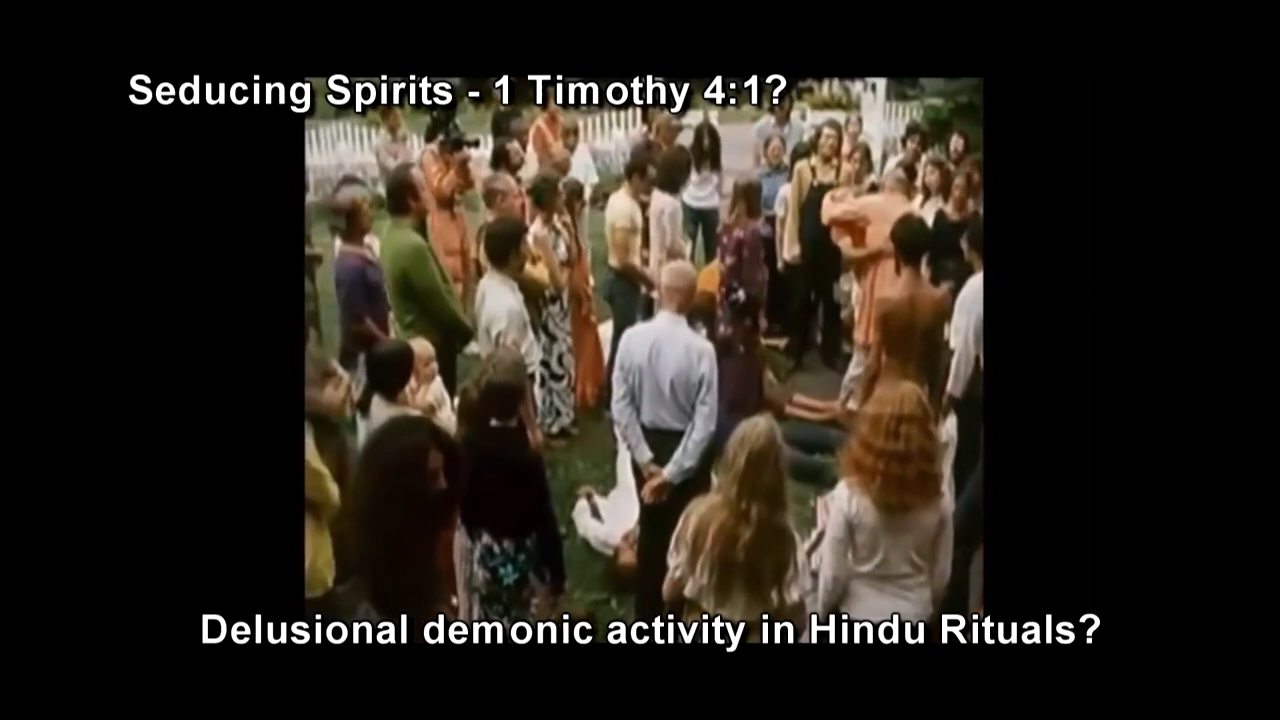 Seducing Spirits - 1 Timothy 4:1?
Delusional demonic activity in Hindu Rituals?